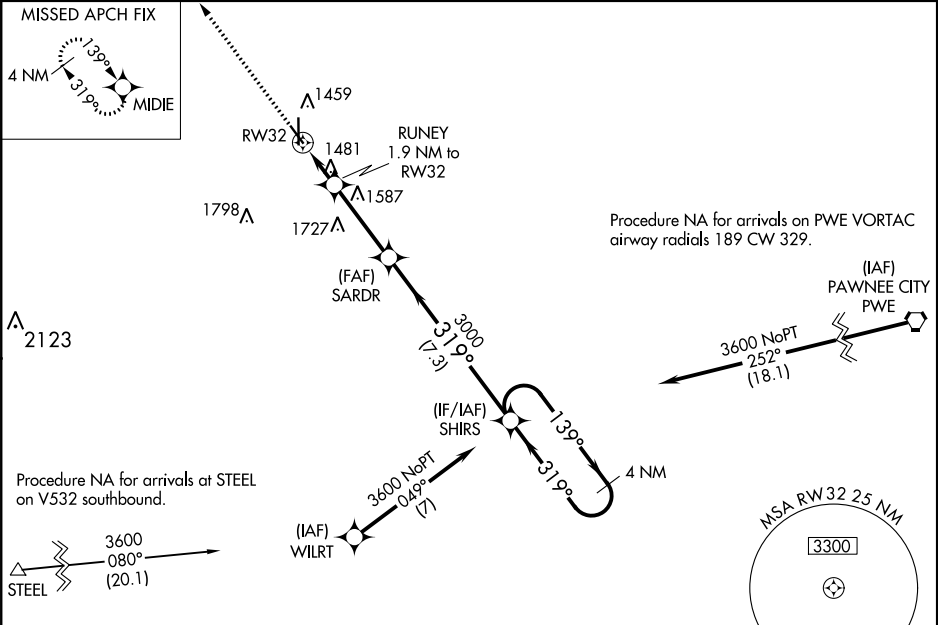 MISSED APCH FIX
4 NM
139°
319°
MIDIE
1459
RW32
RUNEY
1.9 NM to
RW32
1481
1587
1798
1727
Procedure NA for arrivals on PWE VORTAC
airway radials 189 CW 329.
(IAF)
PAWNEE CITY
PWE
(FAF)
SARDR
2123
3000
319°
(7.3)
3600 NoPT
252°
(18.1)
(IF/IAF)
SHIRS
139°
319°
4 NM
Procedure NA for arrivals at STEEL
on V532 southbound.
3600 NoPT
049°
(7)
(IAF)
WILRT
3600
080°
(20.1)
STEEL
MSA RW32 25 NM
3300